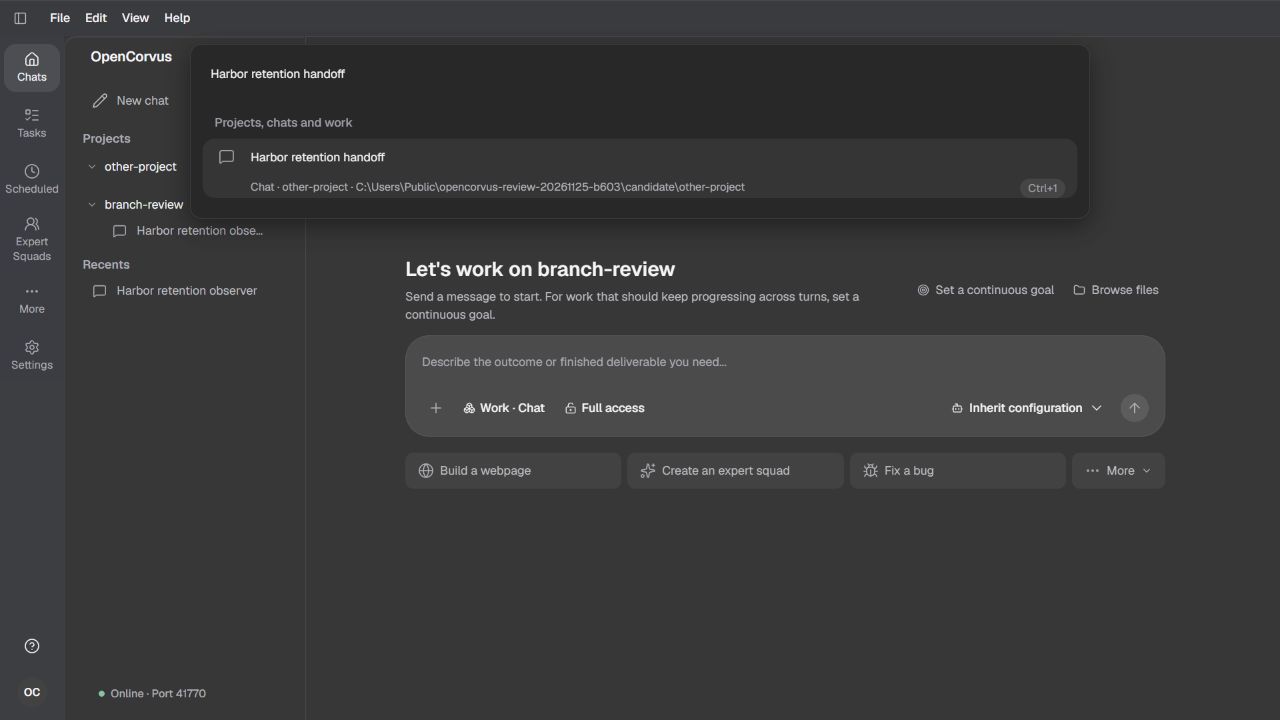 File Edit View Help
Chats
Tasks
Scheduled
Expert
Squads
More
Settings
OC
OpenCorvus
New chat
Projects
other-project
branch-review
Harbor retention obse...
Recents
Harbor retention observer
Online · Port 41770
Harbor retention handoff
Projects, chats and work
Harbor retention handoff
Chat · other-project · C:\Users\Public\opencorvus-review-20261125-b603\candidate\other-project
Ctrl+1
Let's work on branch-review
Send a message to start. For work that should keep progressing across turns, set a
continuous goal.
Set a continuous goal
Browse files
Describe the outcome or finished deliverable you need...
Work · Chat
Full access
Inherit configuration
Build a webpage
Create an expert squad
Fix a bug
More